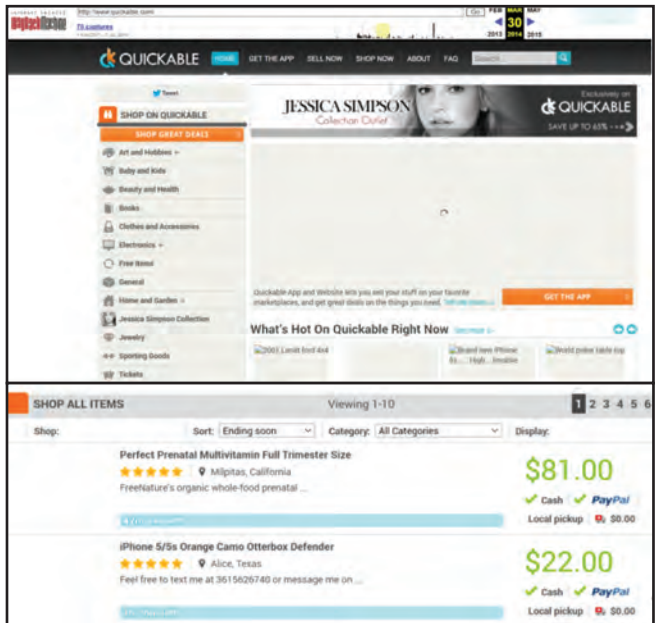 INTERNET ARCHIVE
WayBackMachine
http://www.quickable.com/
Go
FEB MAR MAY
30
2013 2014 2015
QUICKABLE
HOME GET THE APP SELL NOW SHOP NOW ABOUT FAQ Search...
Tweet
SHOP ON QUICKABLE
SHOP GREAT DEALS
Art and Hobbies
Baby and Kids
Beauty and Health
Books
Clothes and Accessories
Electronics
Free Items
General
Home and Garden
Jessica Simpson Collection
Jewelry
Sporting Goods
Tickets
JESSICA SIMPSON
Collection Outlet
Exclusively on
QUICKABLE
SAVE UP TO 65%
Quickable App and Website lets you sell your stuff on your favorite
marketplaces, and get great deals on the things you need.
GET THE APP
What's Hot On Quickable Right Now
4x4
Brand new iPhone
SHOP ALL ITEMS Viewing 1-10 1 2 3 4 5 6
Shop: Sort: Ending soon Category: All Categories Display:
Perfect Prenatal Multivitamin Full Trimester Size
Milpitas, California
FreeNature's organic whole-food prenatal ...
$81.00
Cash PayPal
Local pickup $0.00
iPhone 5/5s Orange Camo Otterbox Defender
Alice, Texas
Feel free to text me at 3615626740 or message me on ...
$22.00
Cash PayPal
Local pickup $0.00